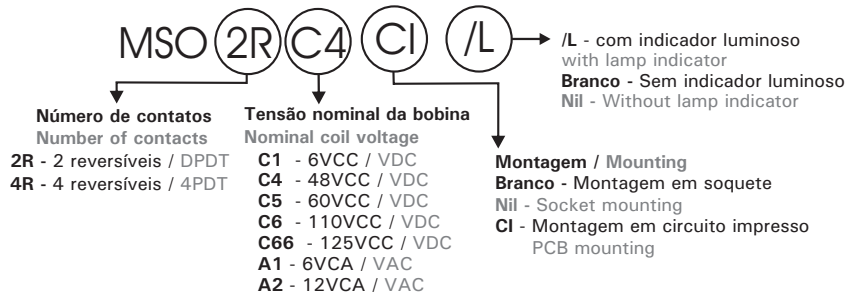 MSO 2R C4 CI /L
/L - com indicador luminoso
with lamp indicator
Branco - Sem indicador luminoso
Nil - Without lamp indicator
Número de contatos
Number of contacts
2R - 2 reversíveis / DPDT
4R - 4 reversíveis / 4PDT
Tensão nominal da bobina
Nominal coil voltage
C1 - 6VCC / VDC
C4 - 48VCC / VDC
C5 - 60VCC / VDC
C6 - 110VCC / VDC
C66 - 125VCC / VDC
A1 - 6VCA / VAC
A2 - 12VCA / VAC
Montagem / Mounting
Branco - Montagem em soquete
Nil - Socket mounting
CI - Montagem em circuito impresso
PCB mounting